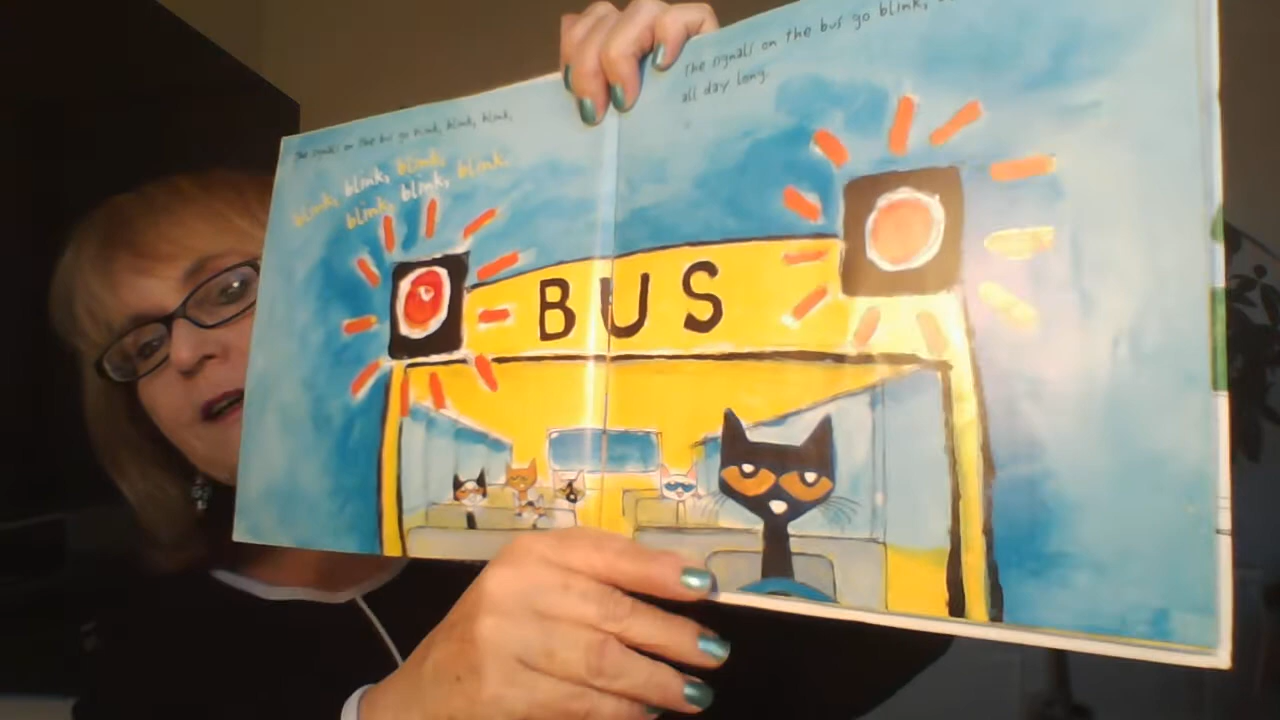 The signals on the bus go blink, blink, blink,
blink, blink, blink,
blink, blink, blink.
The signals on the bus go blink,
all day long.
BUS